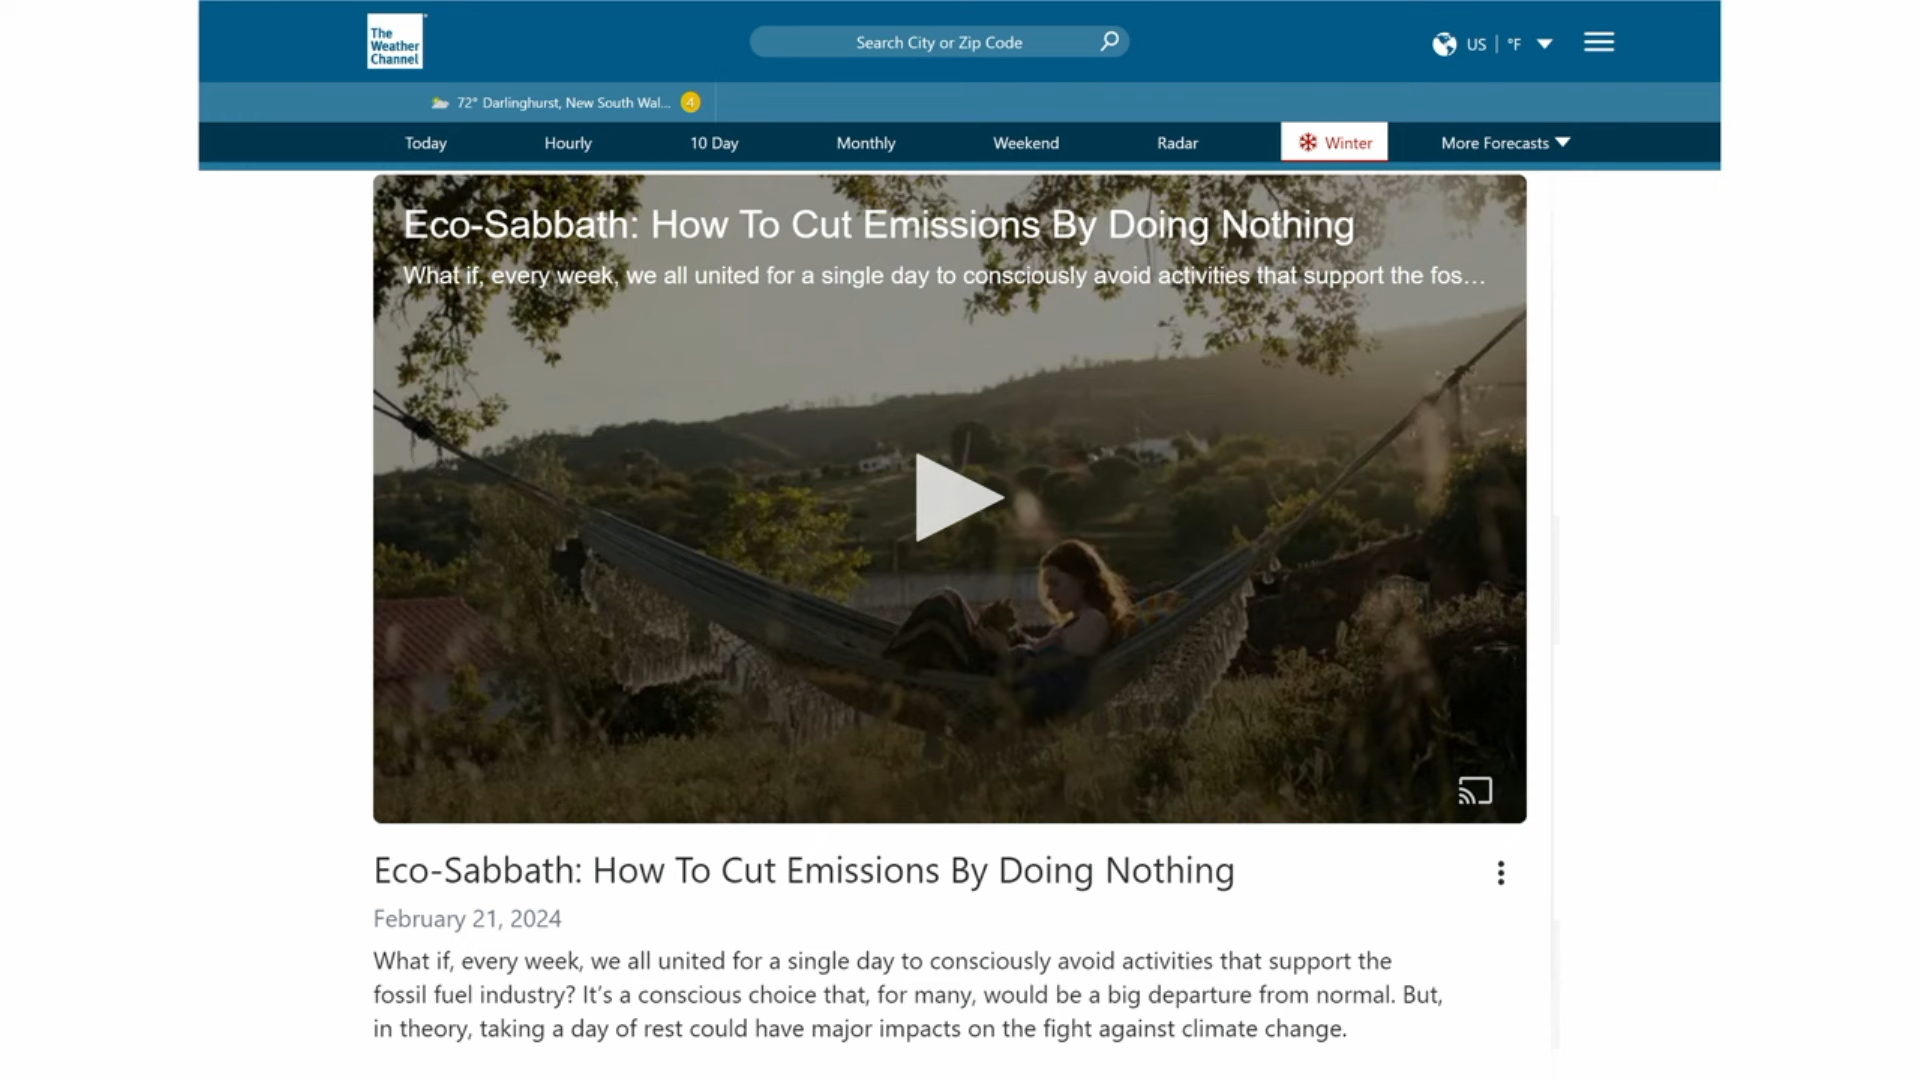 The
Weather
Channel
Search City or Zip Code
US | °F
72° Darlinghurst, New South Wal... 4
Today Hourly 10 Day Monthly Weekend Radar Winter More Forecasts
Eco-Sabbath: How To Cut Emissions By Doing Nothing
What if, every week, we all united for a single day to consciously avoid activities that support the fos...
Eco-Sabbath: How To Cut Emissions By Doing Nothing
February 21, 2024
What if, every week, we all united for a single day to consciously avoid activities that support the
fossil fuel industry? It’s a conscious choice that, for many, would be a big departure from normal. But,
in theory, taking a day of rest could have major impacts on the fight against climate change.